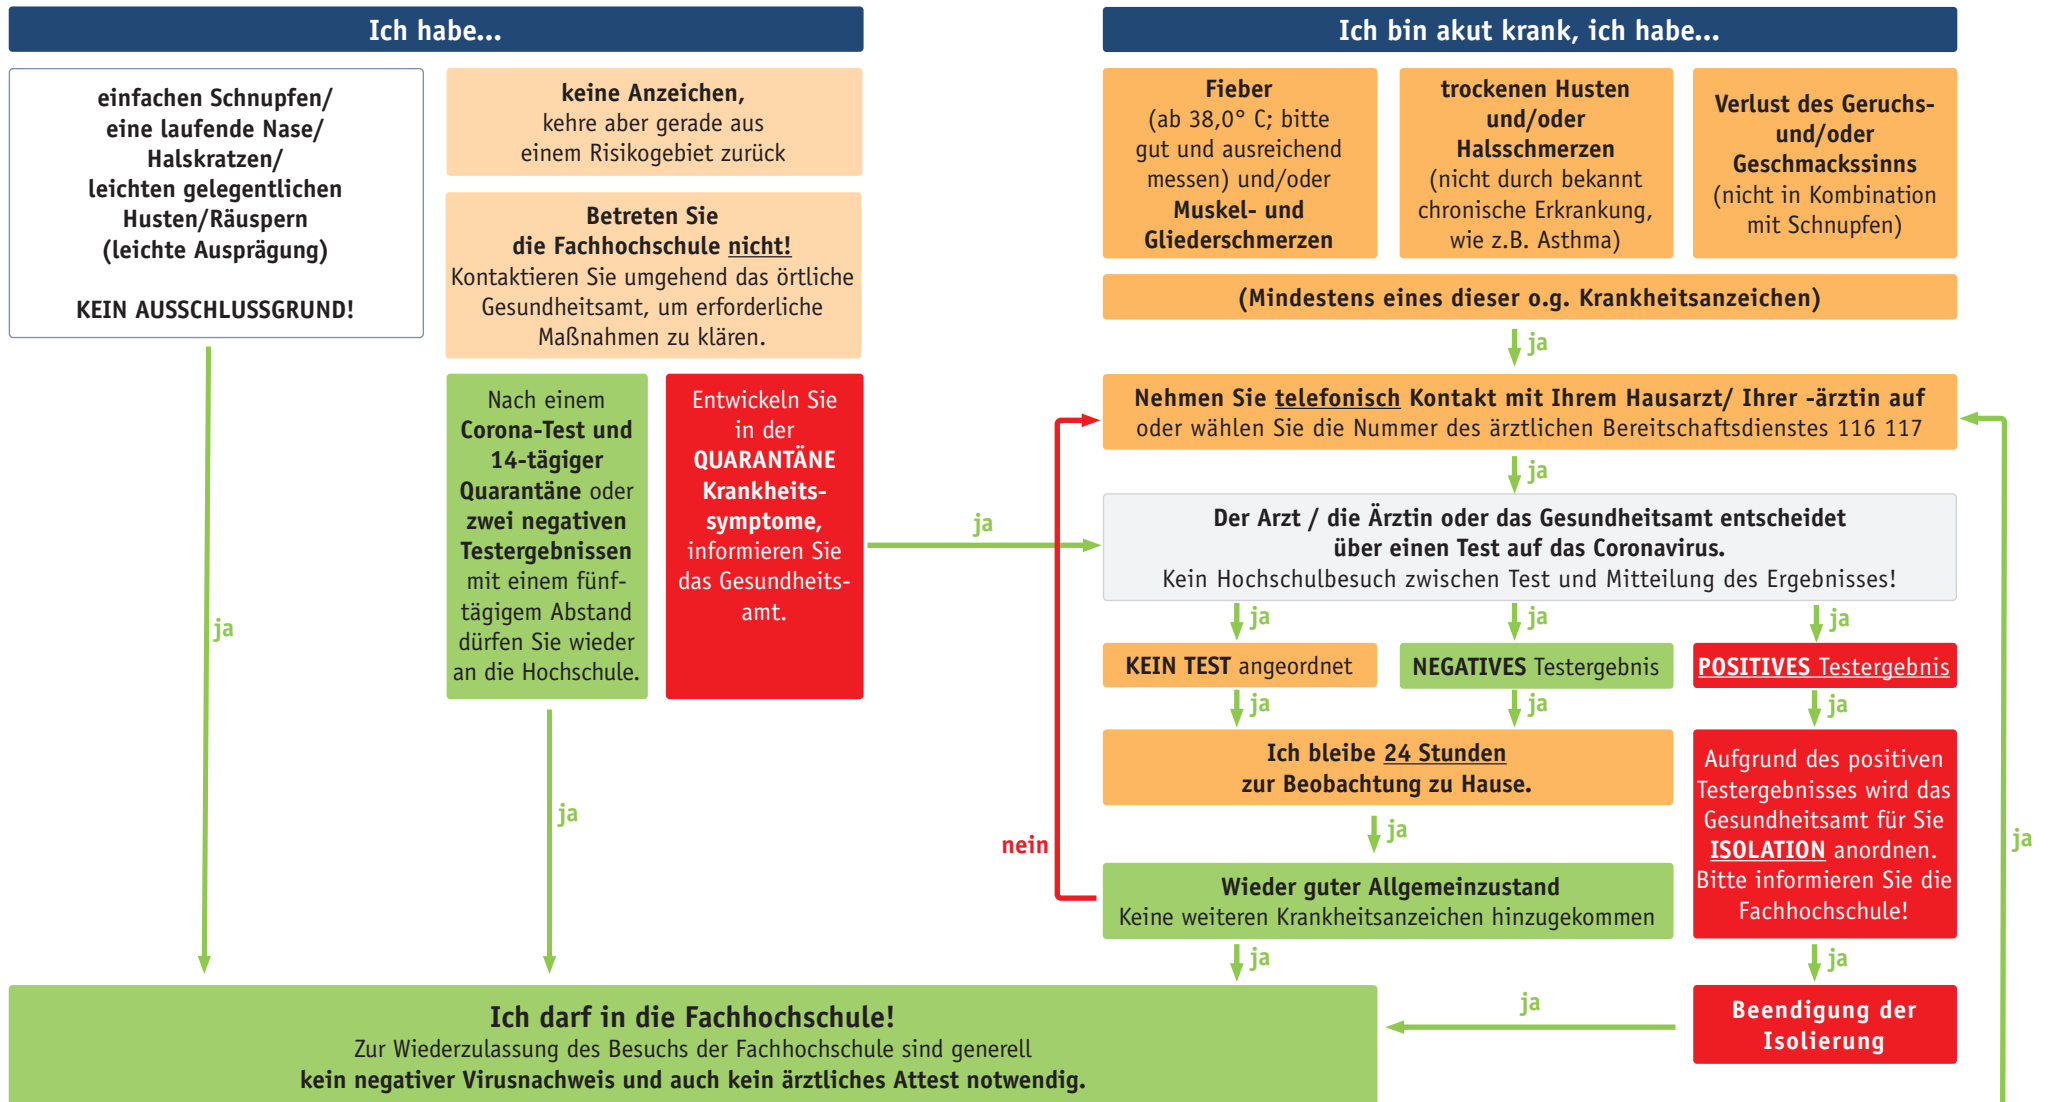 Ich habe...
einfachen Schnupfen/
eine laufende Nase/
Halskratzen/
leichten gelegentlichen
Husten/Räuspern
(leichte Ausprägung)
KEIN AUSSCHLUSSGRUND!
ja
keine Anzeichen,
kehre aber gerade aus
einem Risikogebiet zurück
Betreten Sie
die Fachhochschule nicht!
Kontaktieren Sie umgehend das örtliche
Gesundheitsamt, um erforderliche
Maßnahmen zu klären.
Nach einem
Corona-Test und
14-tägiger
Quarantäne oder
zwei negativen
Testergebnissen
mit einem fünf-
tägigem Abstand
dürfen Sie wieder
an die Hochschule.
ja
Entwickeln Sie
in der
QUARANTÄNE
Krankheits-
symptome,
informieren Sie
das Gesundheits-
amt.
ja
Ich bin akut krank, ich habe...
Fieber
(ab 38,0° C; bitte
gut und ausreichend
messen) und/oder
Muskel- und
Gliederschmerzen
trockenen Husten
und/oder
Halsschmerzen
(nicht durch bekannt
chronische Erkrankung,
wie z.B. Asthma)
Verlust des Geruchs-
und/oder
Geschmackssinns
(nicht in Kombination
mit Schnupfen)
(Mindestens eines dieser o.g. Krankheitsanzeichen)
ja
Nehmen Sie telefonisch Kontakt mit Ihrem Hausarzt/ Ihrer -ärztin auf
oder wählen Sie die Nummer des ärztlichen Bereitschaftsdienstes 116 117
ja
Der Arzt / die Ärztin oder das Gesundheitsamt entscheidet
über einen Test auf das Coronavirus.
Kein Hochschulbesuch zwischen Test und Mitteilung des Ergebnisses!
ja
ja
ja
KEIN TEST angeordnet
NEGATIVES Testergebnis
POSITIVES Testergebnis
ja
ja
ja
Ich bleibe 24 Stunden
zur Beobachtung zu Hause.
ja
nein
Wieder guter Allgemeinzustand
Keine weiteren Krankheitsanzeichen hinzugekommen
ja
Aufgrund des positiven
Testergebnisses wird das
Gesundheitsamt für Sie
ISOLATION anordnen.
Bitte informieren Sie die
Fachhochschule!
ja
ja
Beendigung der
Isolierung
ja
Ich darf in die Fachhochschule!
Zur Wiederzulassung des Besuchs der Fachhochschule sind generell
kein negativer Virusnachweis und auch kein ärztliches Attest notwendig.